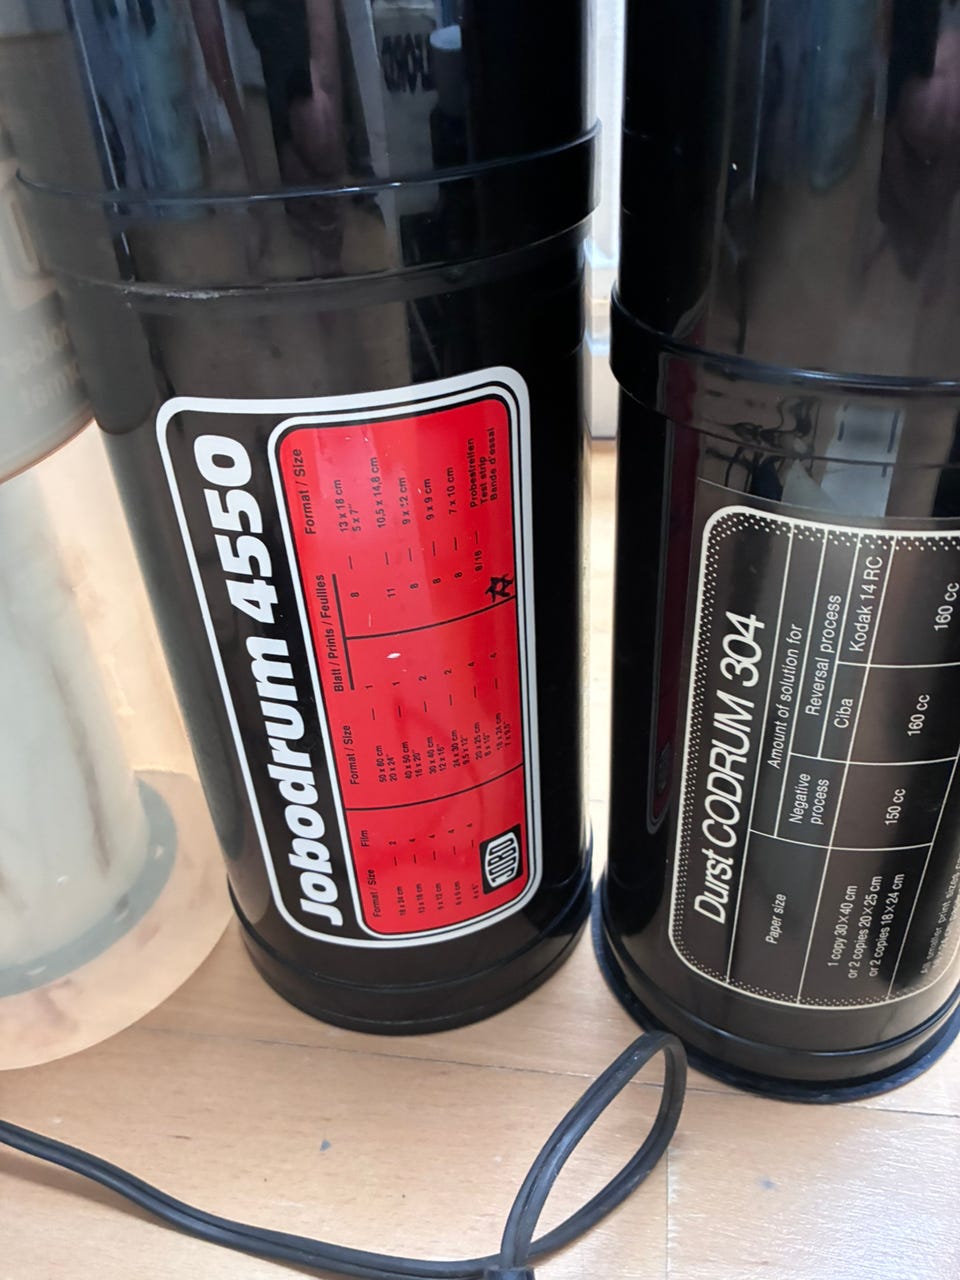 Jobodrum 4550
Format / Size
Film
Format / Size
Blatt / Prints / Feuilles
Format / Size
18 x 24 cm — 2
13 x 18 cm — 4
9 x 12 cm — 4
6 x 9 cm — 4
50 x 60 cm
20 x 24" — 1
40 x 50 cm
16 x 20" — 1
30 x 40 cm
12 x 16" — 2
24 x 30 cm
9,5 x 12" — 2
20 x 25 cm
8 x 10" — 4
18 x 24 cm
7 x 9,5" — 4
8 — 13 x 18 cm
5 x 7"
11 — 10,5 x 14,8 cm
8 — 9 x 12 cm
8 — 9 x 9 cm
8 — 7 x 10 cm
8/16 — Probestreifen
Test strip
Bande d'essai
JOBO
Durst CODRUM 304
Paper size
Amount of solution for
Negative
process
Reversal process
Ciba
Kodak 14 RC
1 copy 30×40 cm
or 2 copies 20×25 cm
or 2 copies 18×24 cm
150 cc
160 cc
160 cc
smaller print sizes